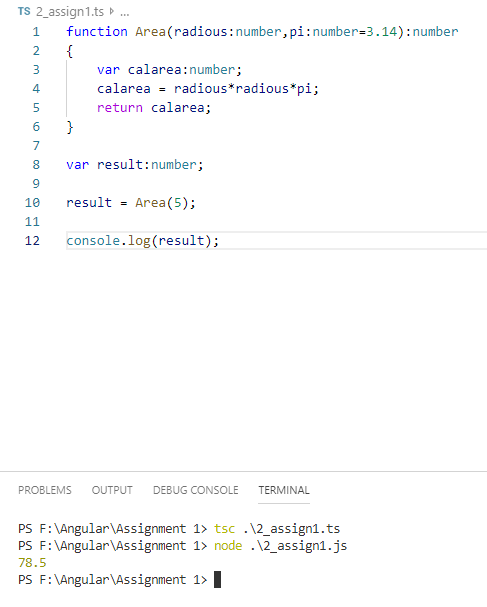 TS 2_assign1.ts > ...
1 function Area(radious:number,pi:number=3.14):number
2 {
3     var calarea:number;
4     calarea = radious*radious*pi;
5     return calarea;
6 }
7
8 var result:number;
9
10 result = Area(5);
11
12 console.log(result);
PROBLEMS OUTPUT DEBUG CONSOLE TERMINAL
PS F:\Angular\Assignment 1> tsc .\2_assign1.ts
PS F:\Angular\Assignment 1> node .\2_assign1.js
78.5
PS F:\Angular\Assignment 1>